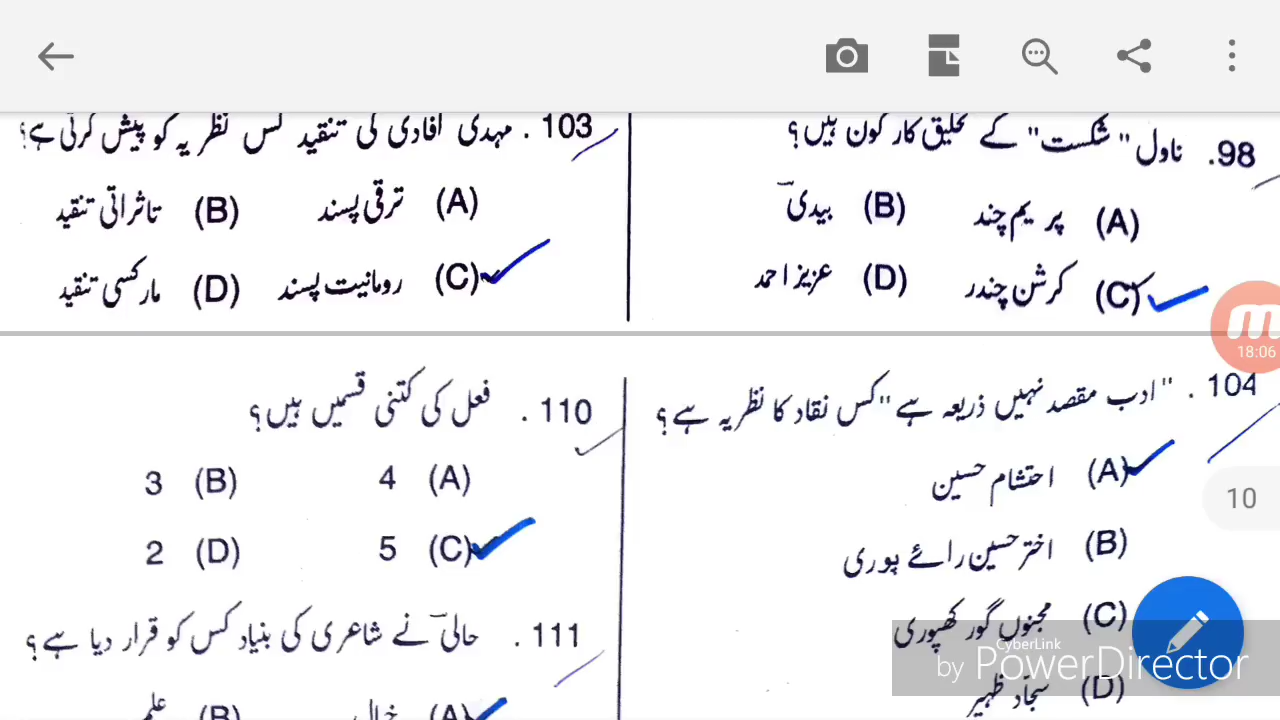 98. ناول "شکست" کے تخلیق کار کون ہیں؟
(A) پریم چند (B) بیدی
(C) کرشن چندر (D) عزیز احمد
103. مہدی افادی کی تنقید کس نظریہ کو پیش کرتی ہے؟
(A) ترقی پسند (B) تاثراتی تنقید
(C) رومانیت پسند (D) مارکسی تنقید
104. "ادب مقصد نہیں ذریعہ ہے" کس نقاد کا نظریہ ہے؟
(A) احتشام حسین
(B) اختر حسین رائے پوری
(C) مجنوں گورکھپوری
(D) سجاد ظہیر
110. فعل کی کتنی قسمیں ہیں؟
(A) 4 (B) 3
(C) 5 (D) 2
111. حالیؔ نے شاعری کی بنیاد کس کو قرار دیا ہے؟
(A) خیال (B) علم
18:06
10
CyberLink
by PowerDirector